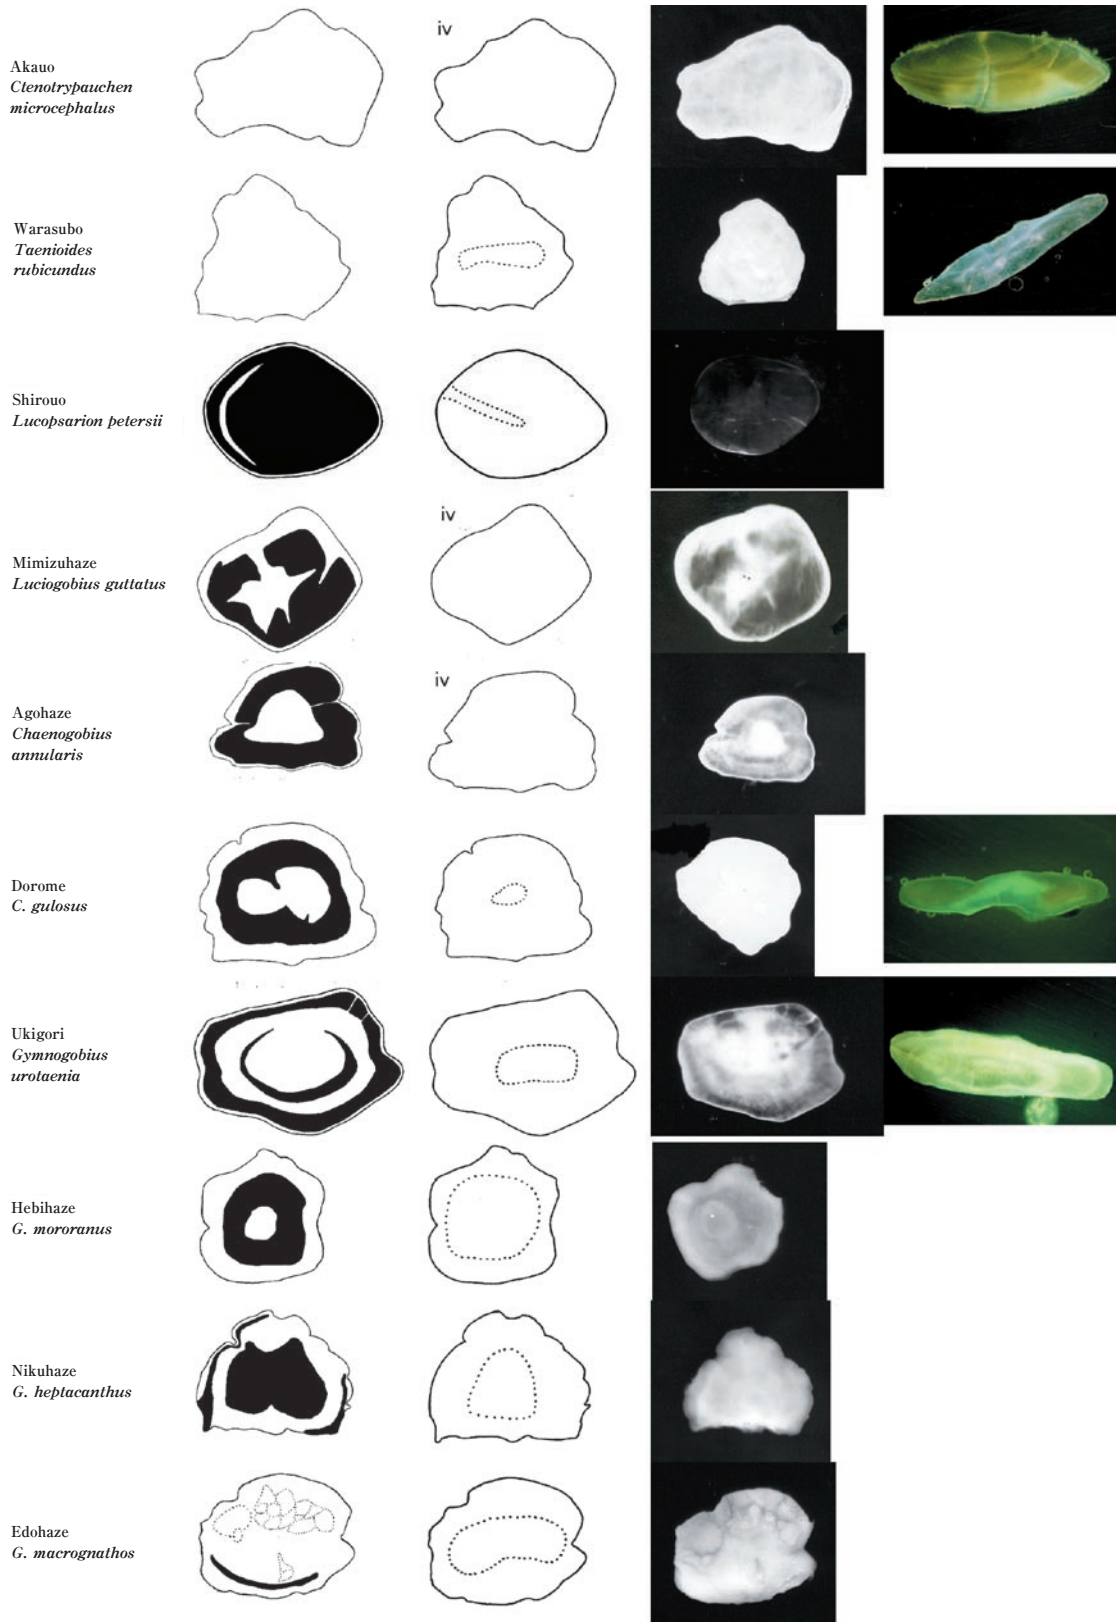 iv
Akauo
Ctenotrypauchen
microcephalus
Warasubo
Taenioides
rubicundus
Shirouo
Lucopsarion petersii
iv
Mimizuhaze
Luciogobius guttatus
iv
Agohaze
Chaenogobius
annularis
Dorome
C. gulosus
Ukigori
Gymnogobius
urotaenia
Hebihaze
G. mororanus
Nikuhaze
G. heptacanthus
Edohaze
G. macrognathos